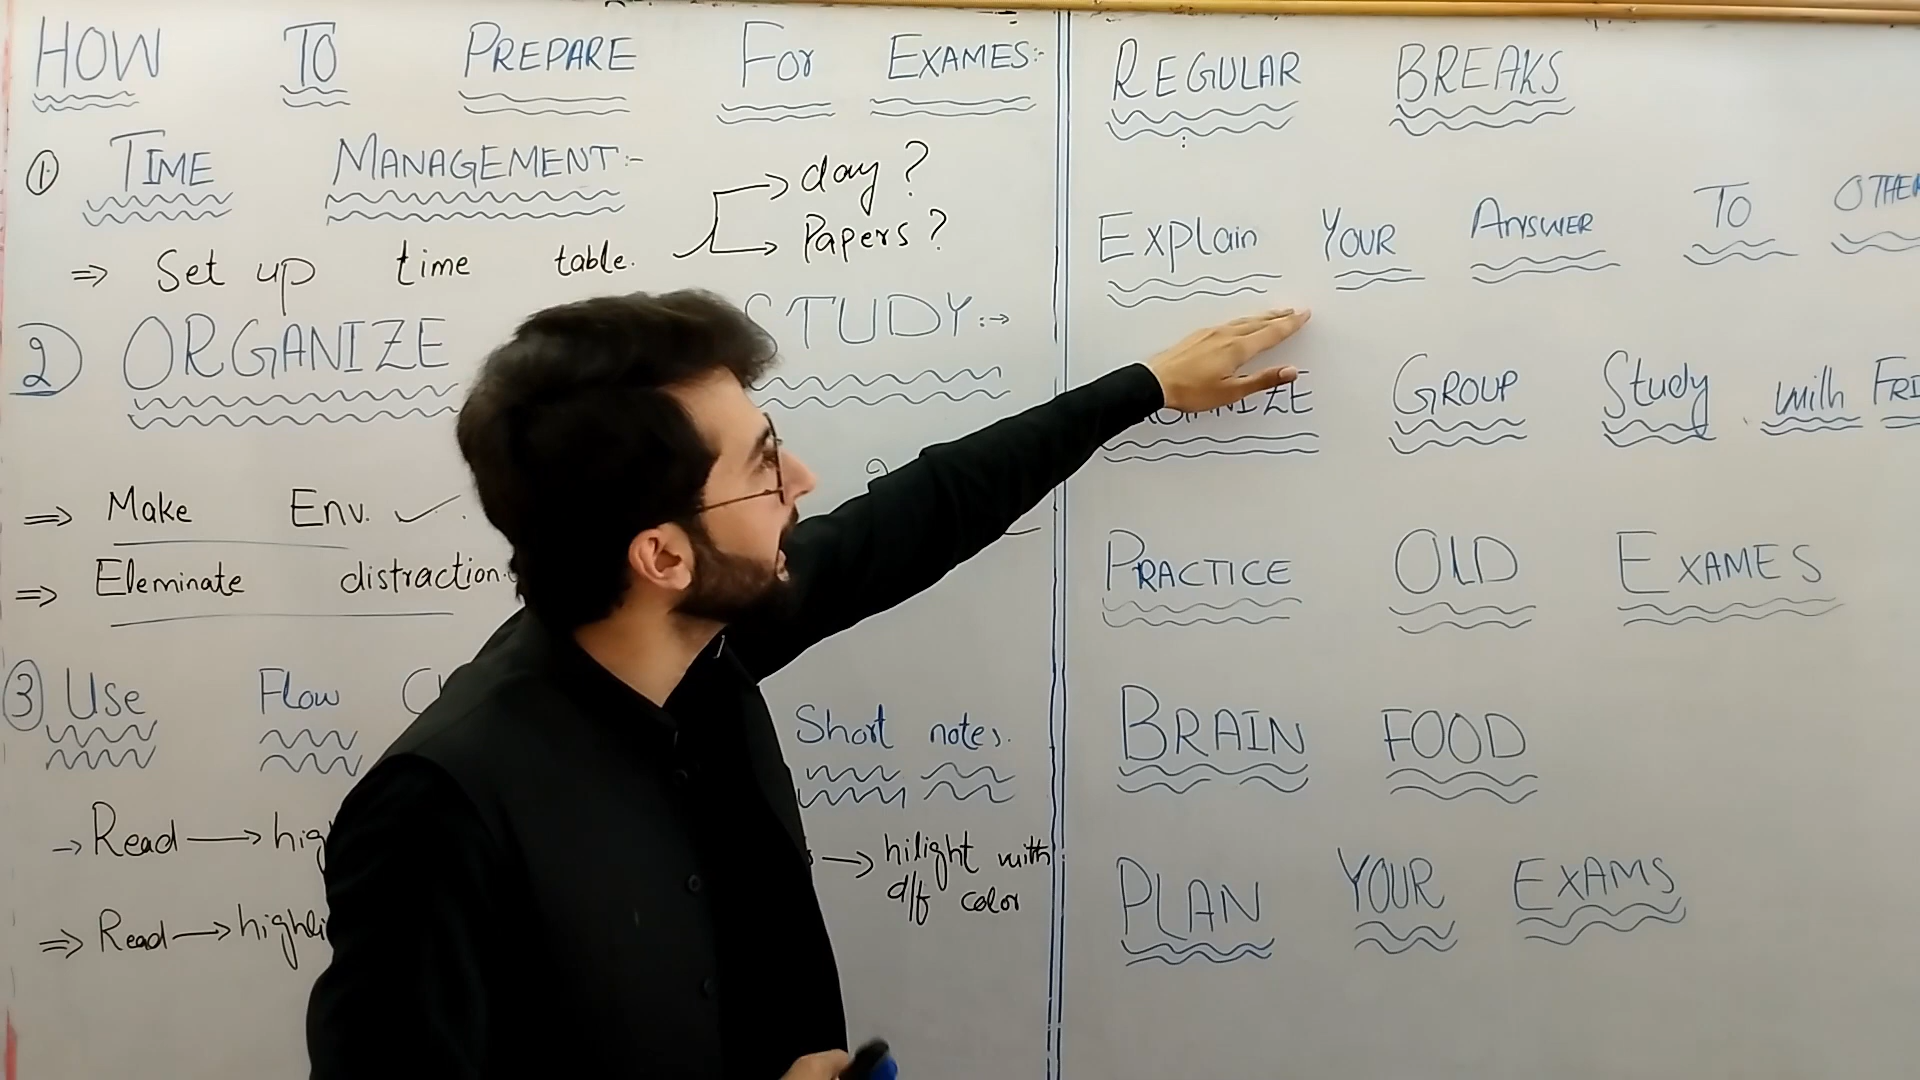 HOW TO PREPARE For EXAMES:-
① TIME MANAGEMENT:-
day ?
Papers ?
⇒ Set up time table.
2 ORGANIZE STUDY:→
⇒ Make Env. ✓.
⇒ Eleminate distraction.
③ Use Flow Short notes.
→ Read → hig → hilight with
d/f color
⇒ Read → highli
REGULAR BREAKS
Explain YOUR ANSWER TO OTHER
GROUP Study with FRI
PRACTICE OLD EXAMES
BRAIN FOOD
PLAN YOUR EXAMS